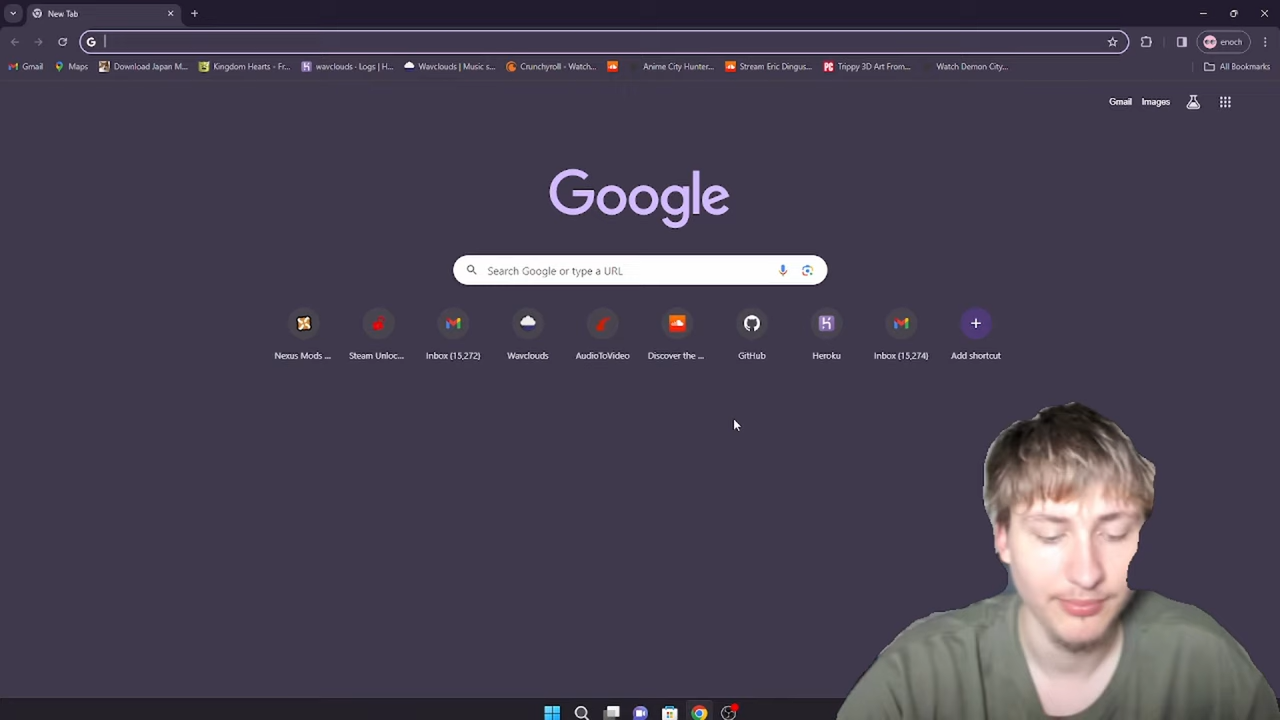 New Tab
enoch
Gmail
Maps
Download Japan M...
Kingdom Hearts - Fr...
wavclouds - Logs | H...
Wavclouds | Music s...
Crunchyroll - Watch...
Anime City Hunter...
Stream Eric Dingus...
Trippy 3D Art From...
Watch Demon City...
All Bookmarks
Gmail
Images
Google
Search Google or type a URL
Nexus Mods ...
Steam Unloc...
Inbox (15,272)
Wavclouds
AudioToVideo
Discover the ...
GitHub
Heroku
Inbox (15,274)
Add shortcut